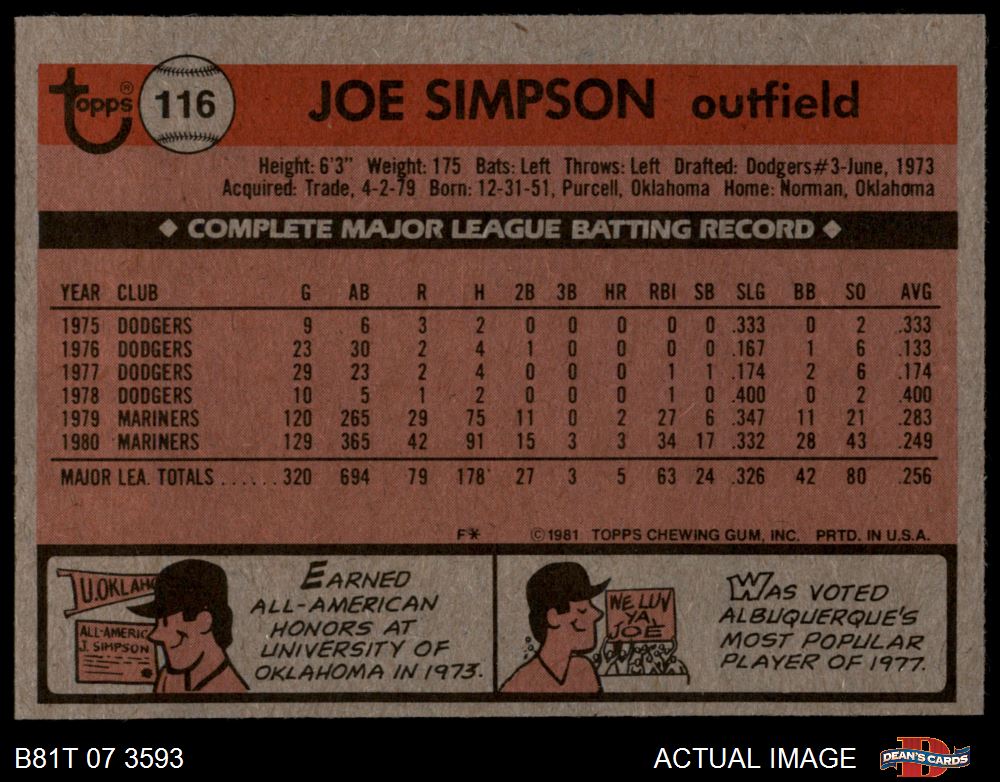 topps® 116 JOE SIMPSON outfield
Height: 6'3" Weight: 175 Bats: Left Throws: Left Drafted: Dodgers#3-June, 1973
Acquired: Trade, 4-2-79 Born: 12-31-51, Purcell, Oklahoma Home: Norman, Oklahoma
◆ COMPLETE MAJOR LEAGUE BATTING RECORD ◆
YEAR CLUB G AB R H 2B 3B HR RBI SB SLG BB SO AVG
1975 DODGERS 9 6 3 2 0 0 0 0 0 .333 0 2 .333
1976 DODGERS 23 30 2 4 1 0 0 0 0 .167 1 6 .133
1977 DODGERS 29 23 2 4 0 0 0 1 1 .174 2 6 .174
1978 DODGERS 10 5 1 2 0 0 0 1 0 .400 0 2 .400
1979 MARINERS 120 265 29 75 11 0 2 27 6 .347 11 21 .283
1980 MARINERS 129 365 42 91 15 3 3 34 17 .332 28 43 .249
MAJOR LEA. TOTALS ...... 320 694 79 178 27 3 5 63 24 .326 42 80 .256
F* ©1981 TOPPS CHEWING GUM, INC. PRTD. IN U.S.A.
U.OKLAHO
ALL-AMERIC
J. SIMPSON
EARNED
ALL-AMERICAN
HONORS AT
UNIVERSITY OF
OKLAHOMA IN 1973.
WE LUV
YA,
JOE
WAS VOTED
ALBUQUERQUE'S
MOST POPULAR
PLAYER OF 1977.
B81T 07 3593 ACTUAL IMAGE DEAN'S CARDS